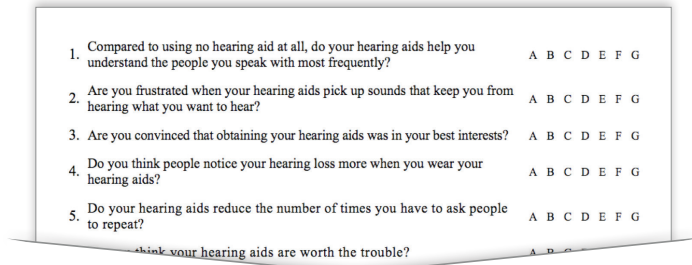 1. Compared to using no hearing aid at all, do your hearing aids help you
understand the people you speak with most frequently? A B C D E F G
2. Are you frustrated when your hearing aids pick up sounds that keep you from
hearing what you want to hear? A B C D E F G
3. Are you convinced that obtaining your hearing aids was in your best interests? A B C D E F G
4. Do you think people notice your hearing loss more when you wear your
hearing aids? A B C D E F G
5. Do your hearing aids reduce the number of times you have to ask people
to repeat? A B C D E F G
think your hearing aids are worth the trouble? A B C